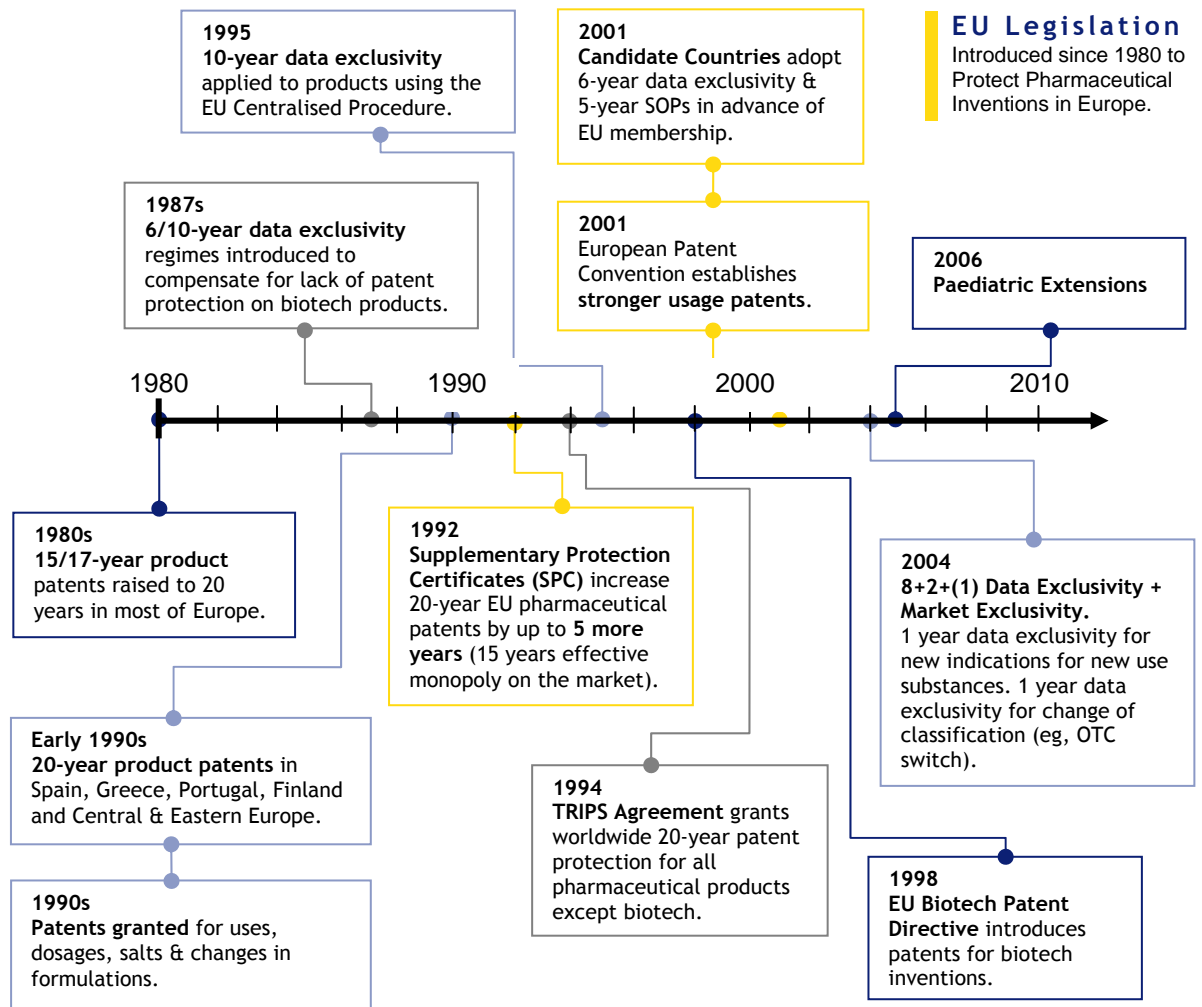 1995
10-year data exclusivity
applied to products using the
EU Centralised Procedure.
2001
Candidate Countries adopt
6-year data exclusivity &
5-year SOPs in advance of
EU membership.
EU Legislation
Introduced since 1980 to
Protect Pharmaceutical
Inventions in Europe.
1987s
6/10-year data exclusivity
regimes introduced to
compensate for lack of patent
protection on biotech products.
2001
European Patent
Convention establishes
stronger usage patents.
2006
Paediatric Extensions
1980 1990 2000 2010
1980s
15/17-year product
patents raised to 20
years in most of Europe.
1992
Supplementary Protection
Certificates (SPC) increase
20-year EU pharmaceutical
patents by up to 5 more
years (15 years effective
monopoly on the market).
2004
8+2+(1) Data Exclusivity +
Market Exclusivity.
1 year data exclusivity for
new indications for new use
substances. 1 year data
exclusivity for change of
classification (eg, OTC
switch).
Early 1990s
20-year product patents in
Spain, Greece, Portugal, Finland
and Central & Eastern Europe.
1994
TRIPS Agreement grants
worldwide 20-year patent
protection for all
pharmaceutical products
except biotech.
1990s
Patents granted for uses,
dosages, salts & changes in
formulations.
1998
EU Biotech Patent
Directive introduces
patents for biotech
inventions.